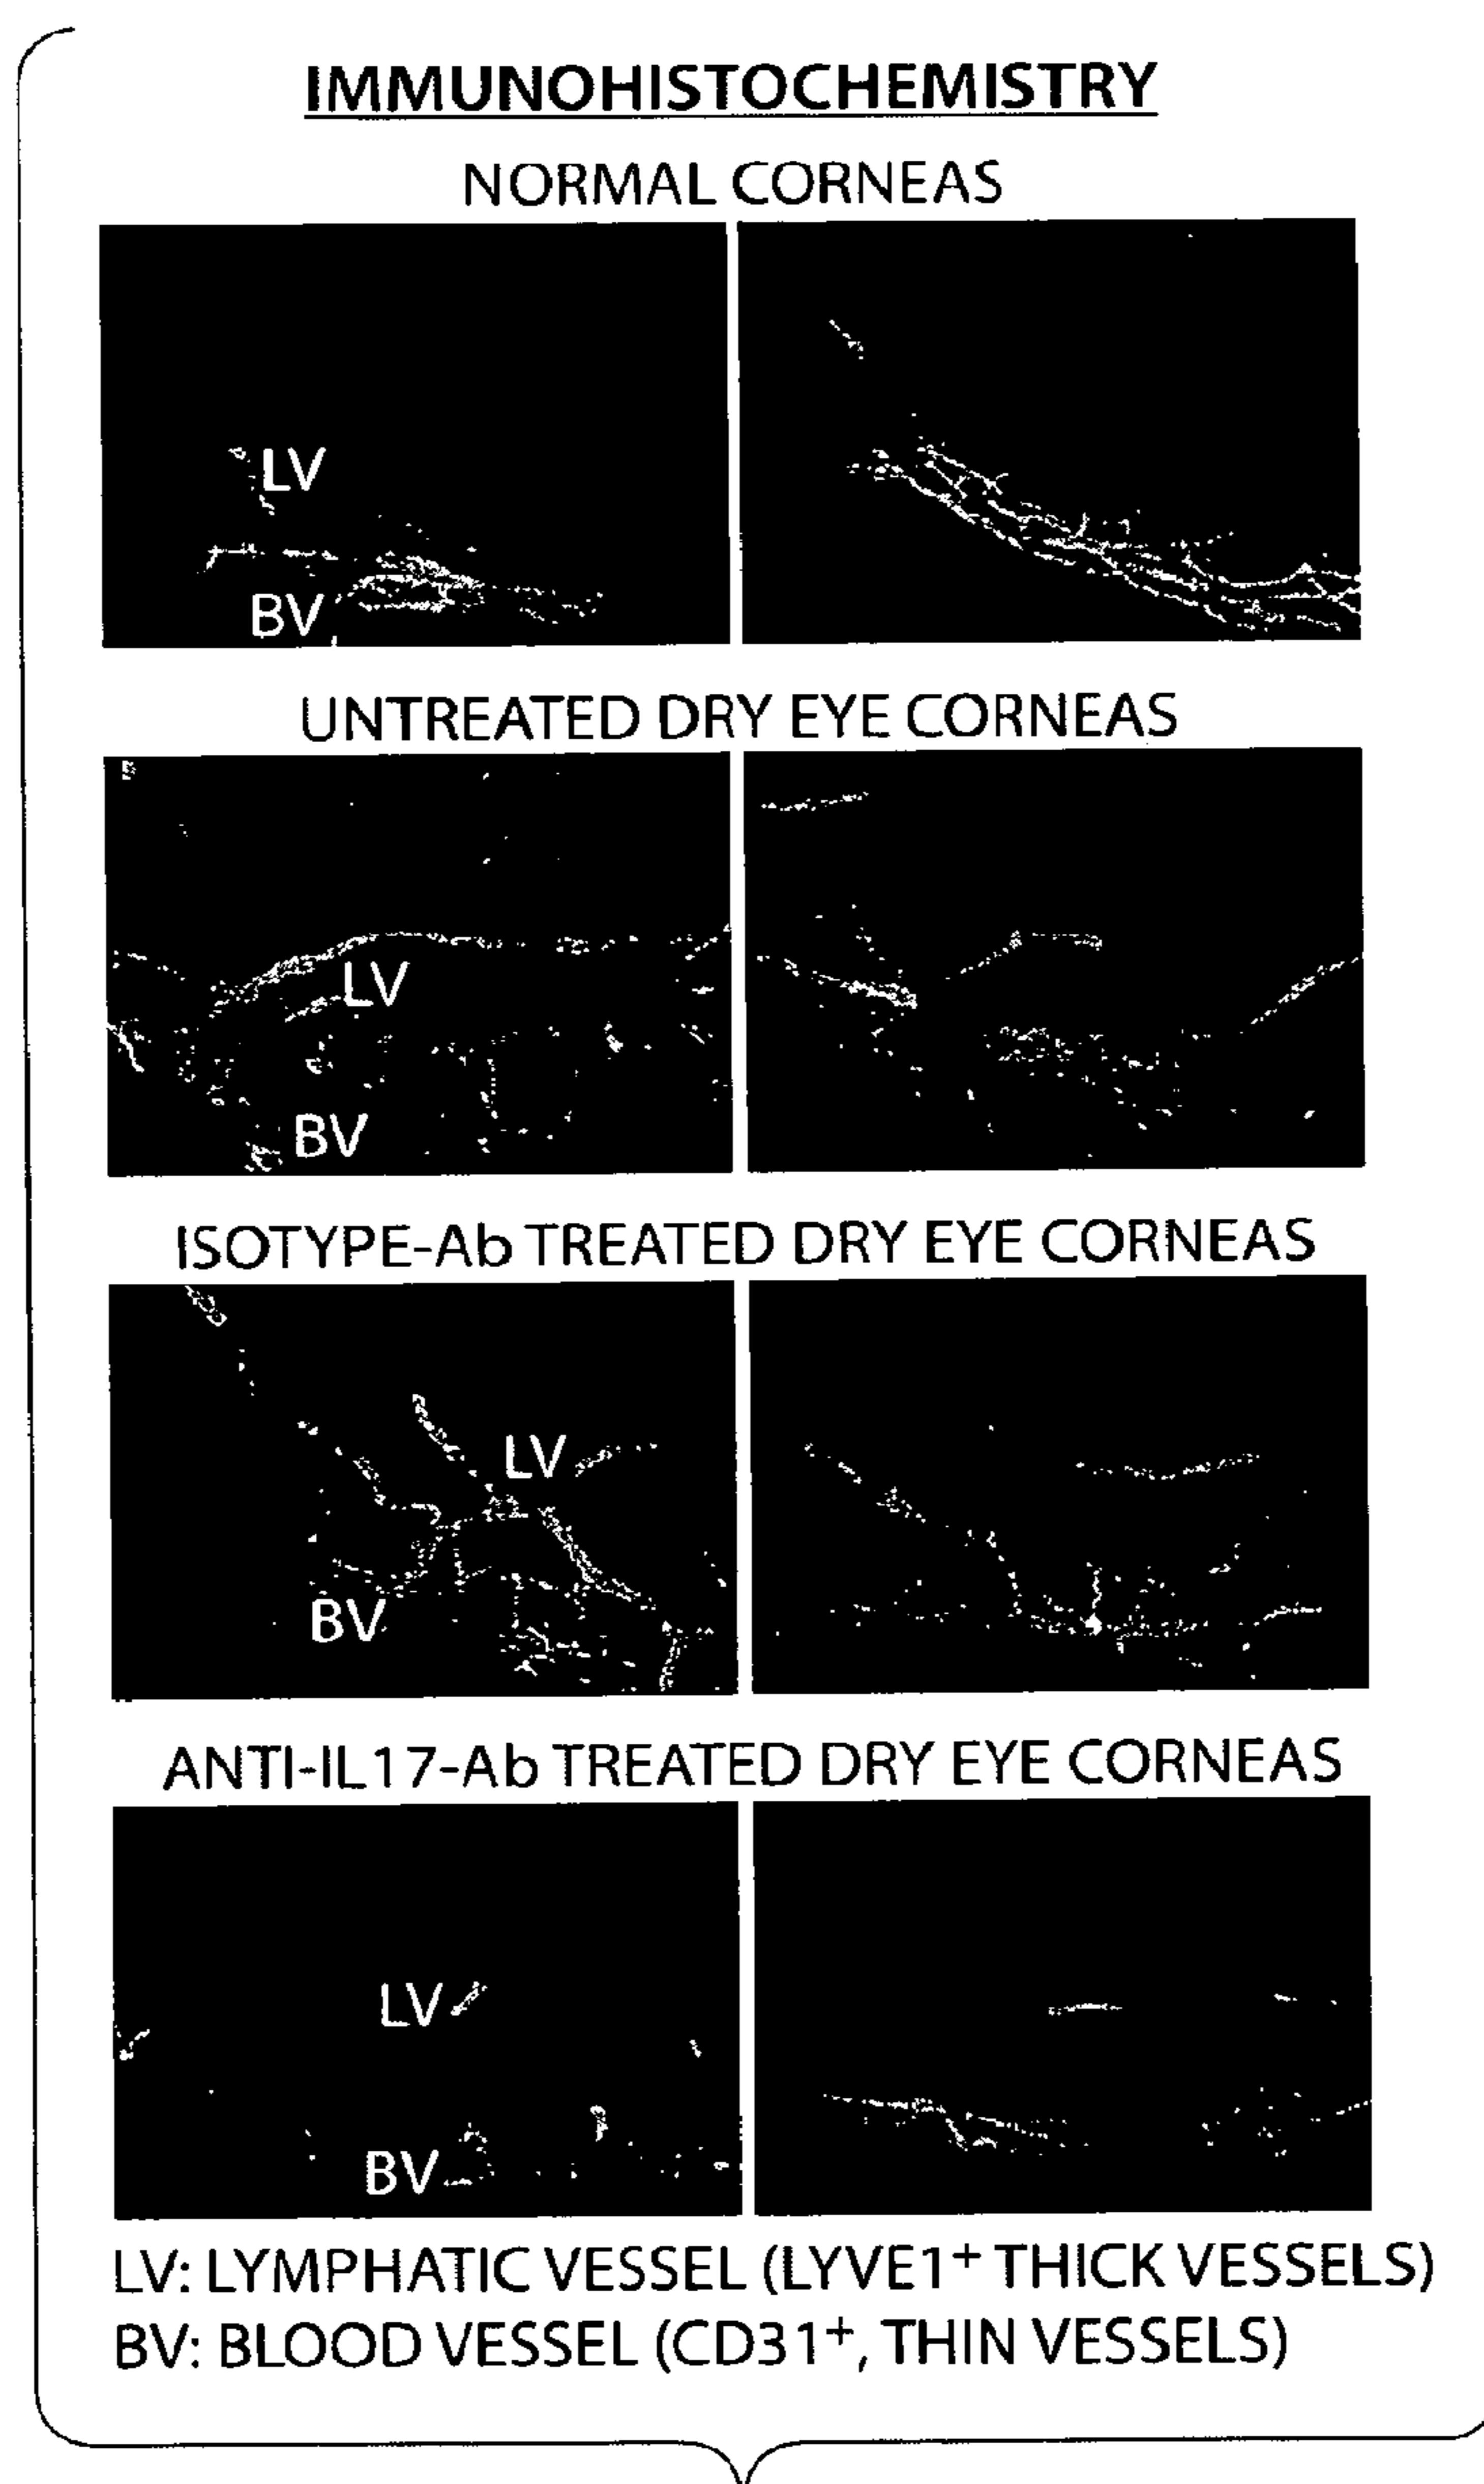 IMMUNOHISTOCHEMISTRY
NORMAL CORNEAS
LV
BV
UNTREATED DRY EYE CORNEAS
LV
BV
ISOTYPE-Ab TREATED DRY EYE CORNEAS
LV
BV
ANTI-IL17-Ab TREATED DRY EYE CORNEAS
LV
BV
LV: LYMPHATIC VESSEL (LYVE1+ THICK VESSELS)
BV: BLOOD VESSEL (CD31+, THIN VESSELS)